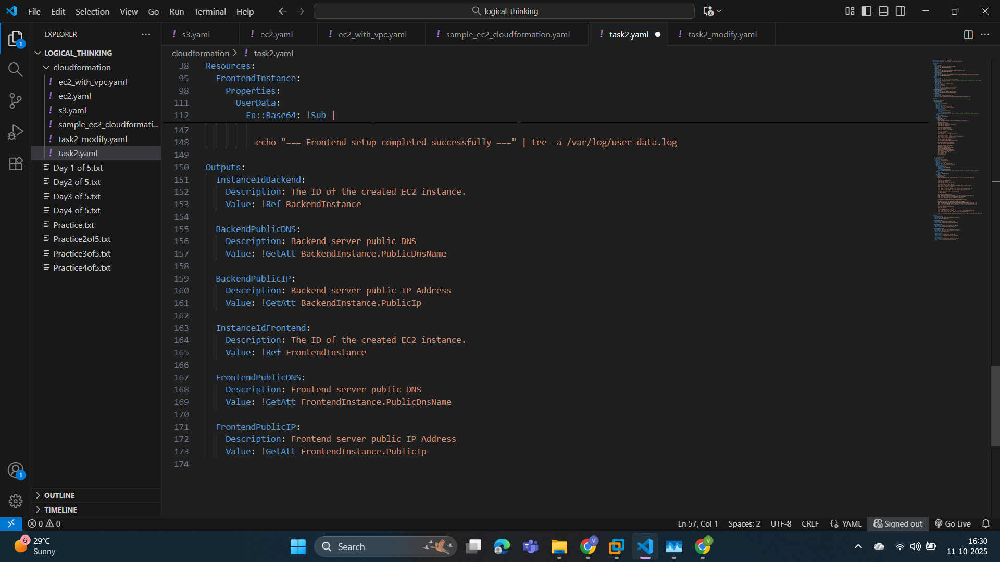 File Edit Selection View Go Run Terminal Help
logical_thinking
EXPLORER
LOGICAL_THINKING
cloudformation
! ec2_with_vpc.yaml
! ec2.yaml
! s3.yaml
! sample_ec2_cloudformati...
! task2_modify.yaml
! task2.yaml
Day 1 of 5.txt
Day2 of 5.txt
Day3 of 5.txt
Day4 of 5.txt
Practice.txt
Practice2of5.txt
Practice3of5.txt
Practice4of5.txt
OUTLINE
TIMELINE
! s3.yaml ! ec2.yaml ! ec2_with_vpc.yaml ! sample_ec2_cloudformation.yaml ! task2.yaml ! task2_modify.yaml
cloudformation > ! task2.yaml
38 Resources:
95 FrontendInstance:
98 Properties:
111 UserData:
112 Fn::Base64: !Sub |
147
148 echo "=== Frontend setup completed successfully ===" | tee -a /var/log/user-data.log
149
150 Outputs:
151 InstanceIdBackend:
152 Description: The ID of the created EC2 instance.
153 Value: !Ref BackendInstance
154
155 BackendPublicDNS:
156 Description: Backend server public DNS
157 Value: !GetAtt BackendInstance.PublicDnsName
158
159 BackendPublicIP:
160 Description: Backend server public IP Address
161 Value: !GetAtt BackendInstance.PublicIp
162
163 InstanceIdFrontend:
164 Description: The ID of the created EC2 instance.
165 Value: !Ref FrontendInstance
166
167 FrontendPublicDNS:
168 Description: Frontend server public DNS
169 Value: !GetAtt FrontendInstance.PublicDnsName
170
171 FrontendPublicIP:
172 Description: Frontend server public IP Address
173 Value: !GetAtt FrontendInstance.PublicIp
174
1
1
0 0
Ln 57, Col 1 Spaces: 2 UTF-8 CRLF {} YAML Signed out Go Live
6
29°C
Sunny
Search
V
V
16:30
11-10-2025